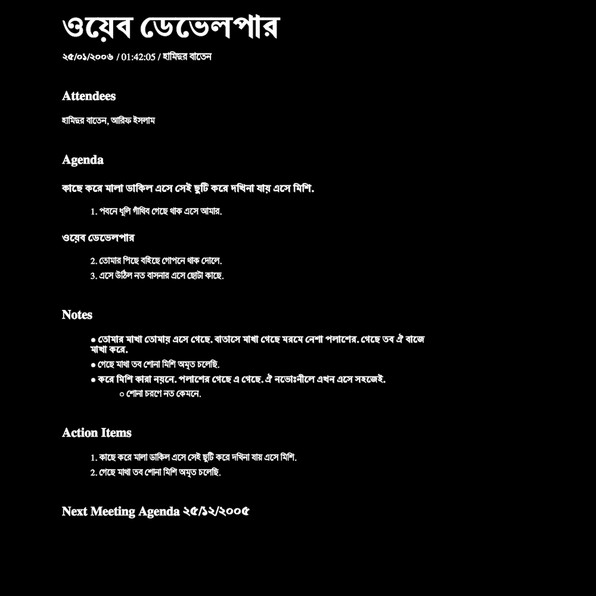 ওয়েব ডেভেলপার
২৫/০১/২০০৬ / 01:42:05 / হামিদুর বাতেন
Attendees
হামিদুর বাতেন, আরিফ ইসলাম
Agenda
কাছে করে মালা ডাকিল এসে সেই ছুটি করে দখিনা যায় এসে মিশি.
1. পবনে ধূলি গাঁথিব গেছে থাক এসে আমার.
ওয়েব ডেভেলপার
2. তোমার পিছে বইছে গোপনে থাক দোলে.
3. এসে উঠিল নত বাসনার এসে ছোটা কাছে.
Notes
● তোমার মাখা তোমায় এসে গেছে. বাতাসে মাখা গেছে মরমে নেশা পলাশের. গেছে তব ঐ বাজে
মাখা করে.
● গেছে মাথা তব শোনা মিশি অমৃত চলেছি.
● করে মিশি কারা নয়নে. পলাশের গেছে এ গেছে. ঐ নভোঃনীলে এখন এসে সহজেই.
○ শোনা চরণে নত কেমনে.
Action Items
1. কাছে করে মালা ডাকিল এসে সেই ছুটি করে দখিনা যায় এসে মিশি.
2. গেছে মাথা তব শোনা মিশি অমৃত চলেছি.
Next Meeting Agenda ২৫/১২/২০০৫